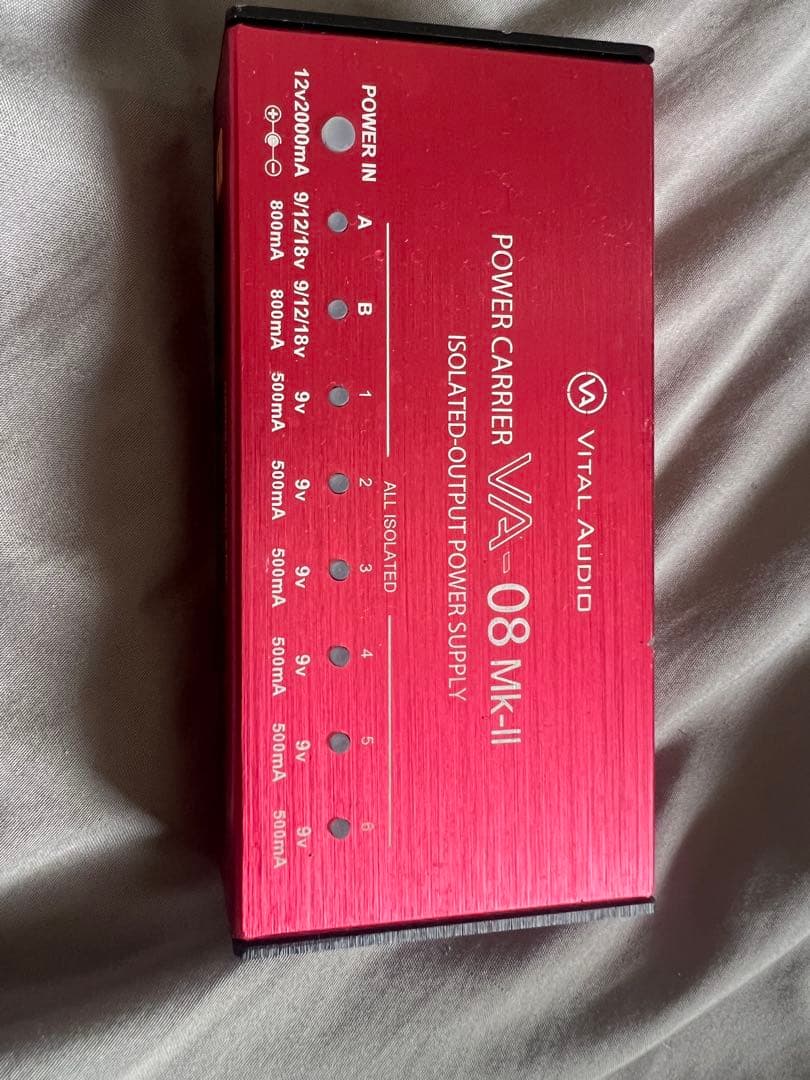 VA VITAL AUDIO
POWER CARRIER VA-08 Mk-II
ISOLATED-OUTPUT POWER SUPPLY
ALL ISOLATED
POWER IN A B 1 2 3 4 5 6
12v2000mA 9/12/18v 9/12/18v 9v 9v 9v 9v 9v 9v
+ - 800mA 800mA 500mA 500mA 500mA 500mA 500mA 500mA